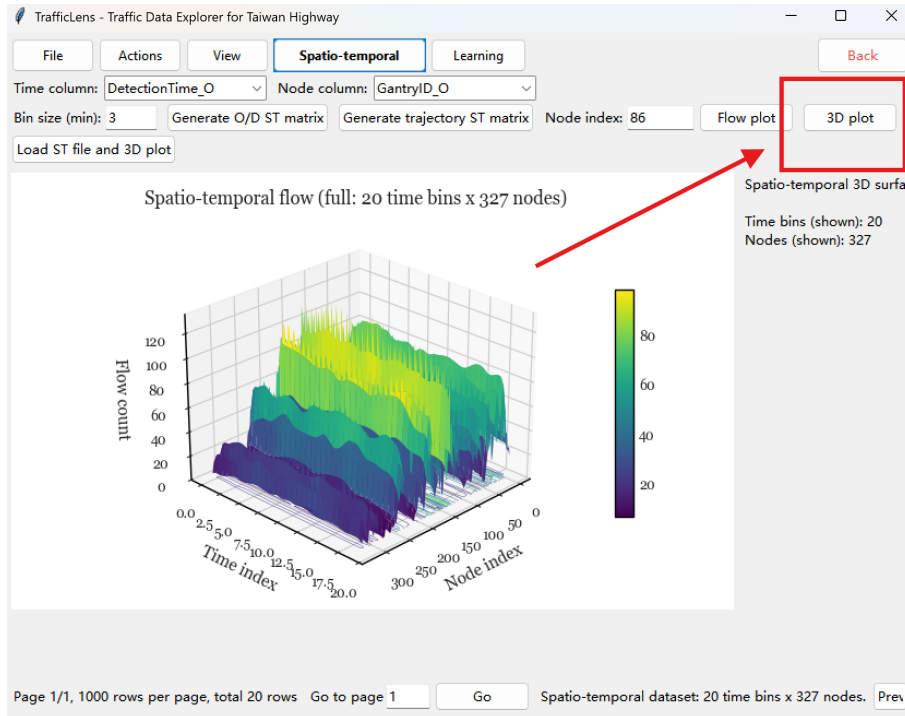 TrafficLens - Traffic Data Explorer for Taiwan Highway
File Actions View Spatio-temporal Learning Back
Time column: DetectionTime_O Node column: GantryID_O
Bin size (min): 3 Generate O/D ST matrix Generate trajectory ST matrix Node index: 86 Flow plot 3D plot
Load ST file and 3D plot
Spatio-temporal flow (full: 20 time bins x 327 nodes)
Spatio-temporal 3D surfa
Time bins (shown): 20
Nodes (shown): 327
Flow count
120
100
80
60
40
20
0
0.0
2.5
5.0
7.5
10.0
12.5
15.0
17.5
20.0
Time index
300
250
200
150
100
50
0
Node index
80
60
40
20
Page 1/1, 1000 rows per page, total 20 rows Go to page 1 Go Spatio-temporal dataset: 20 time bins x 327 nodes. Prev